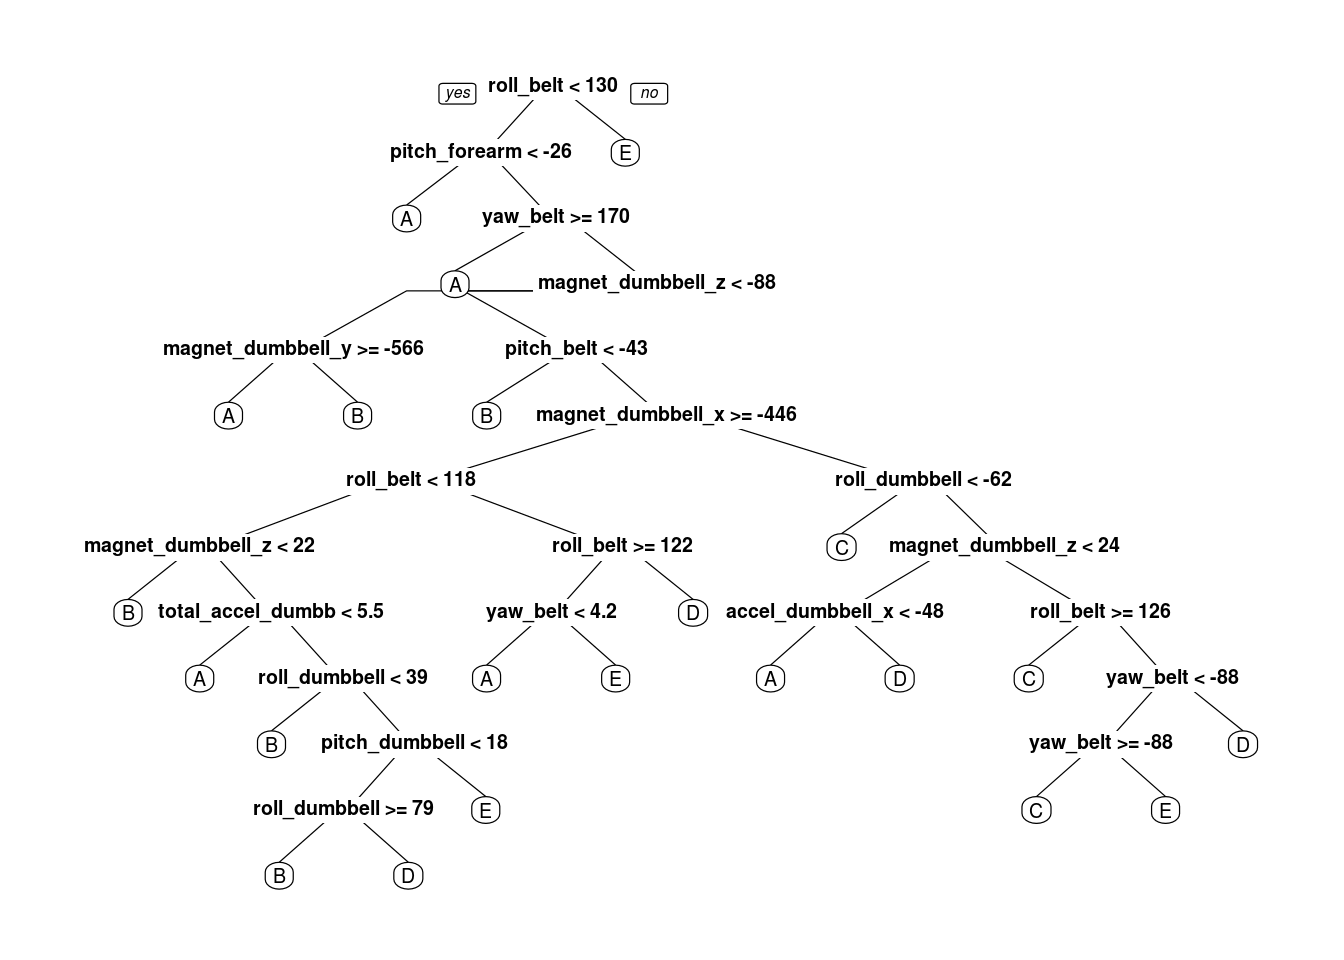 yes roll_belt < 130 no
pitch_forearm < -26 E
A yaw_belt >= 170
A magnet_dumbbell_z < -88
magnet_dumbbell_y >= -566 pitch_belt < -43
A B B magnet_dumbbell_x >= -446
roll_belt < 118 roll_dumbbell < -62
magnet_dumbbell_z < 22 roll_belt >= 122 C magnet_dumbbell_z < 24
B total_accel_dumbb < 5.5 yaw_belt < 4.2 D accel_dumbbell_x < -48 roll_belt >= 126
A roll_dumbbell < 39 A E A D C yaw_belt < -88
B pitch_dumbbell < 18 yaw_belt >= -88 D
roll_dumbbell >= 79 E C E
B D